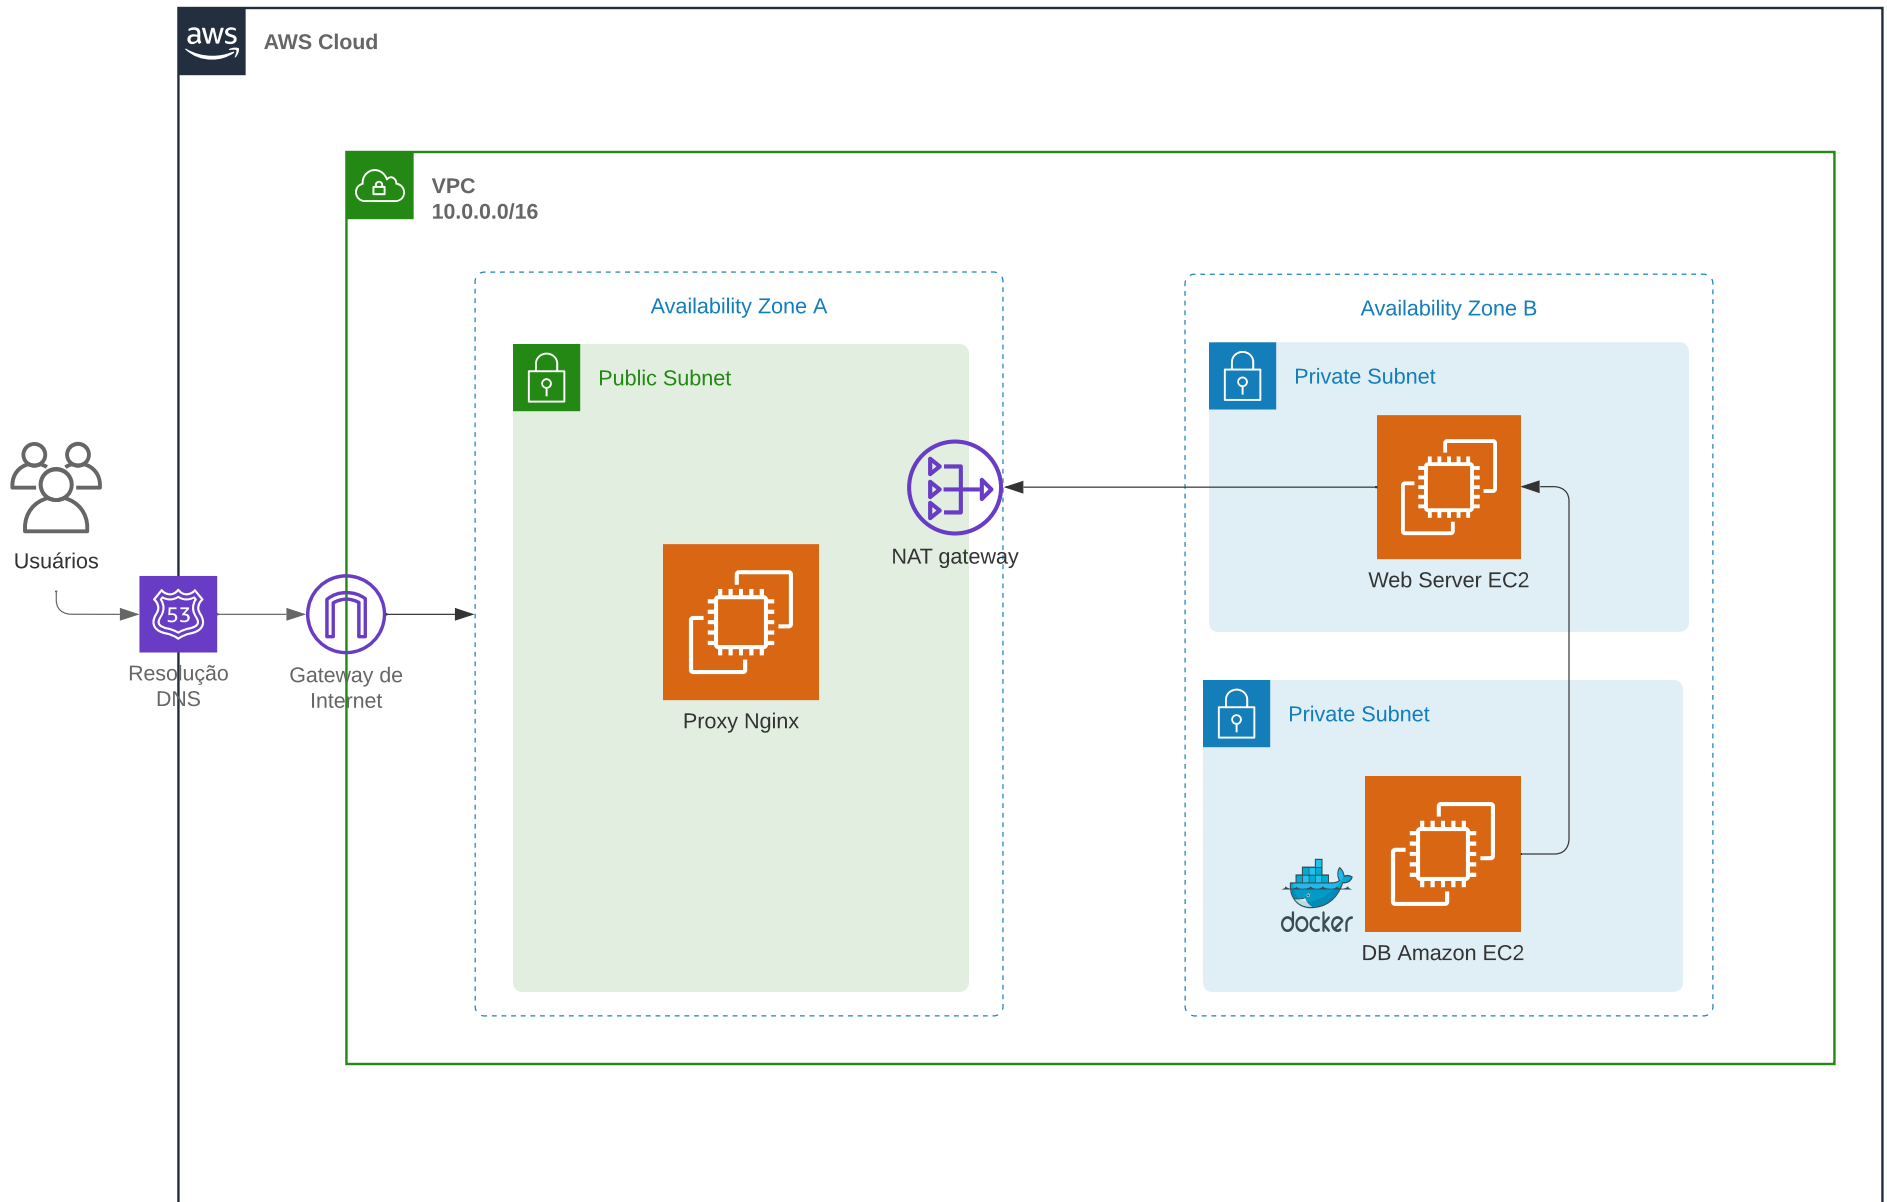 aws
AWS Cloud
VPC
10.0.0.0/16
Availability Zone A
Availability Zone B
Public Subnet
Private Subnet
Usuários
NAT gateway
Web Server EC2
53
Resolução
DNS
Gateway de
Internet
Proxy Nginx
Private Subnet
docker
DB Amazon EC2